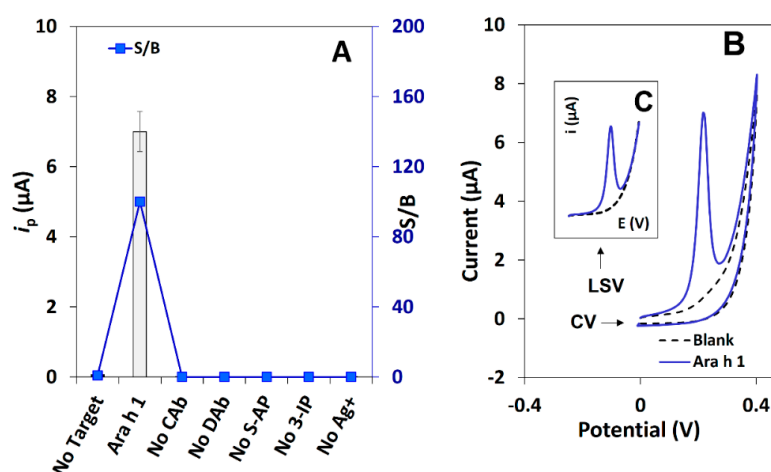 A
S/B
10
8
6
4
2
0
iₚ (µA)
200
160
120
80
40
0
S/B
No Target
Ara h 1
No CAb
No DAb
No S-AP
No 3-IP
No Ag+
B
10
8
6
4
2
0
-2
Current (µA)
C
i (µA)
E (V)
LSV
CV
Blank
Ara h 1
-0.4
0
0.4
Potential (V)